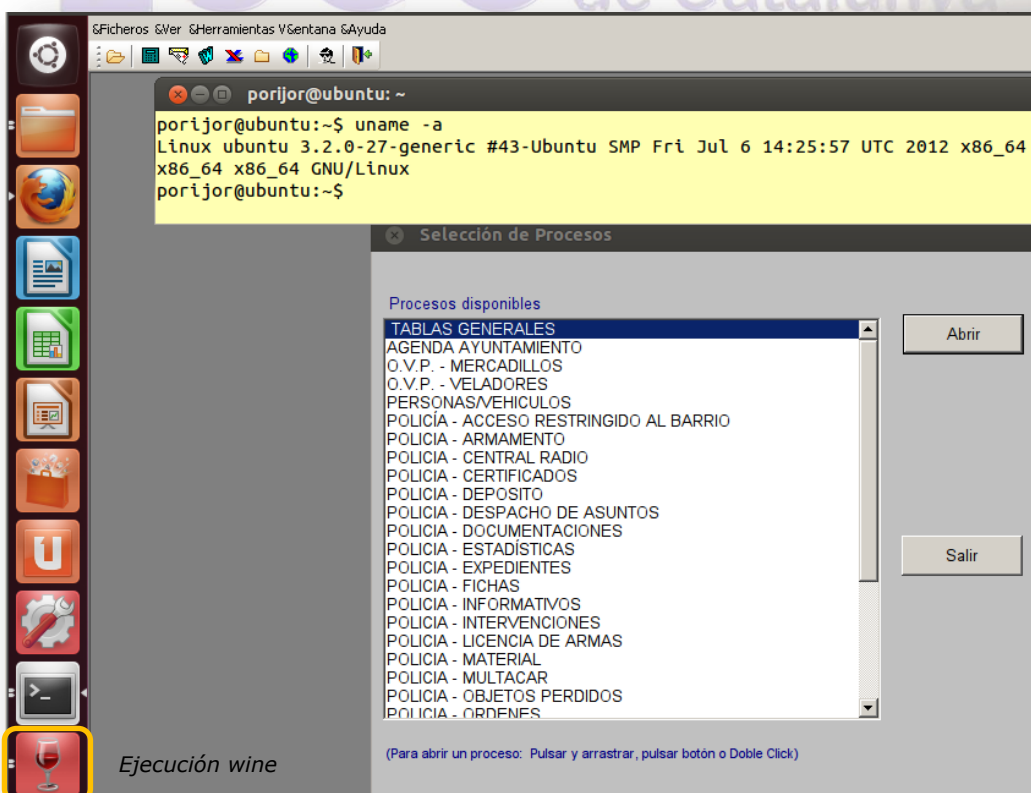 de Catalunya
&Ficheros &Ver &Herramientas V&entana &Ayuda
porijor@ubuntu: ~
porijor@ubuntu:~$ uname -a
Linux ubuntu 3.2.0-27-generic #43-Ubuntu SMP Fri Jul 6 14:25:57 UTC 2012 x86_64
x86_64 x86_64 GNU/Linux
porijor@ubuntu:~$
Selección de Procesos
Procesos disponibles
TABLAS GENERALES
AGENDA AYUNTAMIENTO
O.V.P. - MERCADILLOS
O.V.P. - VELADORES
PERSONAS/VEHICULOS
POLICÍA - ACCESO RESTRINGIDO AL BARRIO
POLICIA - ARMAMENTO
POLICIA - CENTRAL RADIO
POLICIA - CERTIFICADOS
POLICIA - DEPOSITO
POLICIA - DESPACHO DE ASUNTOS
POLICIA - DOCUMENTACIONES
POLICIA - ESTADÍSTICAS
POLICIA - EXPEDIENTES
POLICIA - FICHAS
POLICIA - INFORMATIVOS
POLICIA - INTERVENCIONES
POLICIA - LICENCIA DE ARMAS
POLICIA - MATERIAL
POLICIA - MULTACAR
POLICIA - OBJETOS PERDIDOS
POLICIA - ORDENES
Abrir
Salir
(Para abrir un proceso: Pulsar y arrastrar, pulsar botón o Doble Click)
Ejecución wine